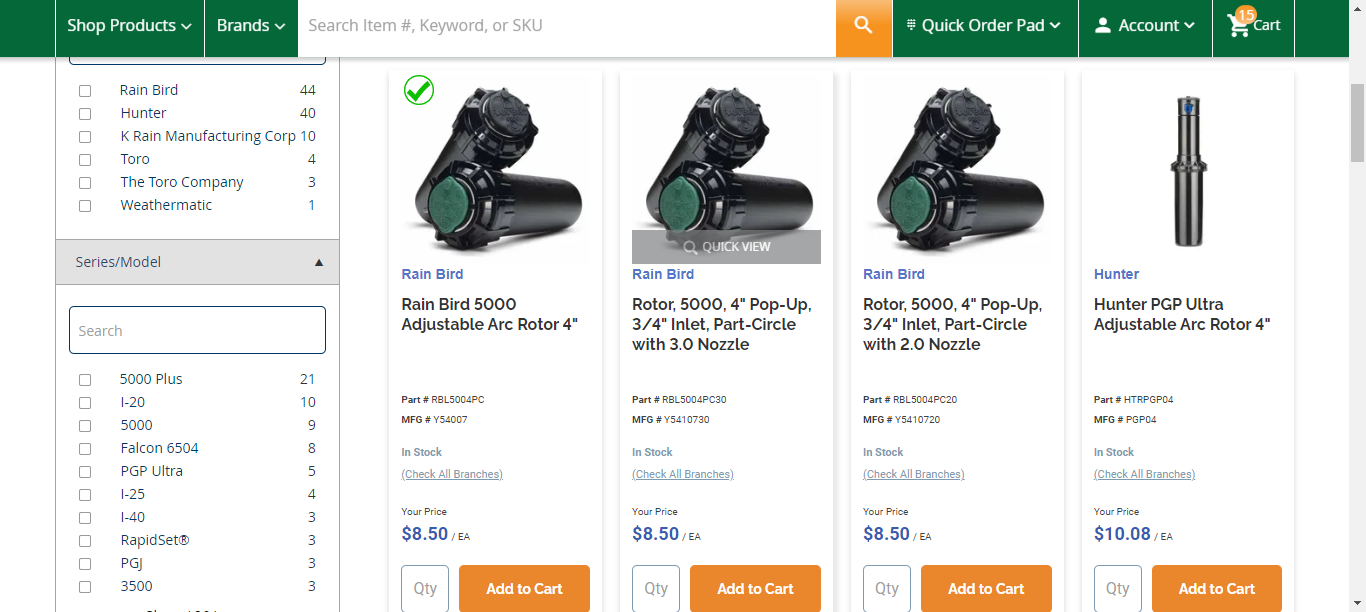 Shop Products
Brands
Search Item #, Keyword, or SKU
Quick Order Pad
Account
15
Cart
Rain Bird 44
Hunter 40
K Rain Manufacturing Corp 10
Toro 4
The Toro Company 3
Weathermatic 1
Series/Model
Search
5000 Plus 21
I-20 10
5000 9
Falcon 6504 8
PGP Ultra 5
I-25 4
I-40 3
RapidSet® 3
PGJ 3
3500 3
Rain Bird
Rain Bird 5000
Adjustable Arc Rotor 4"
Part # RBL5004PC
MFG # Y54007
In Stock
(Check All Branches)
Your Price
$8.50 / EA
Qty
Add to Cart
QUICK VIEW
Rain Bird
Rotor, 5000, 4" Pop-Up,
3/4" Inlet, Part-Circle
with 3.0 Nozzle
Part # RBL5004PC30
MFG # Y5410730
In Stock
(Check All Branches)
Your Price
$8.50 / EA
Qty
Add to Cart
Rain Bird
Rotor, 5000, 4" Pop-Up,
3/4" Inlet, Part-Circle
with 2.0 Nozzle
Part # RBL5004PC20
MFG # Y5410720
In Stock
(Check All Branches)
Your Price
$8.50 / EA
Qty
Add to Cart
Hunter
Hunter PGP Ultra
Adjustable Arc Rotor 4"
Part # HTRPGP04
MFG # PGP04
In Stock
(Check All Branches)
Your Price
$10.08 / EA
Qty
Add to Cart